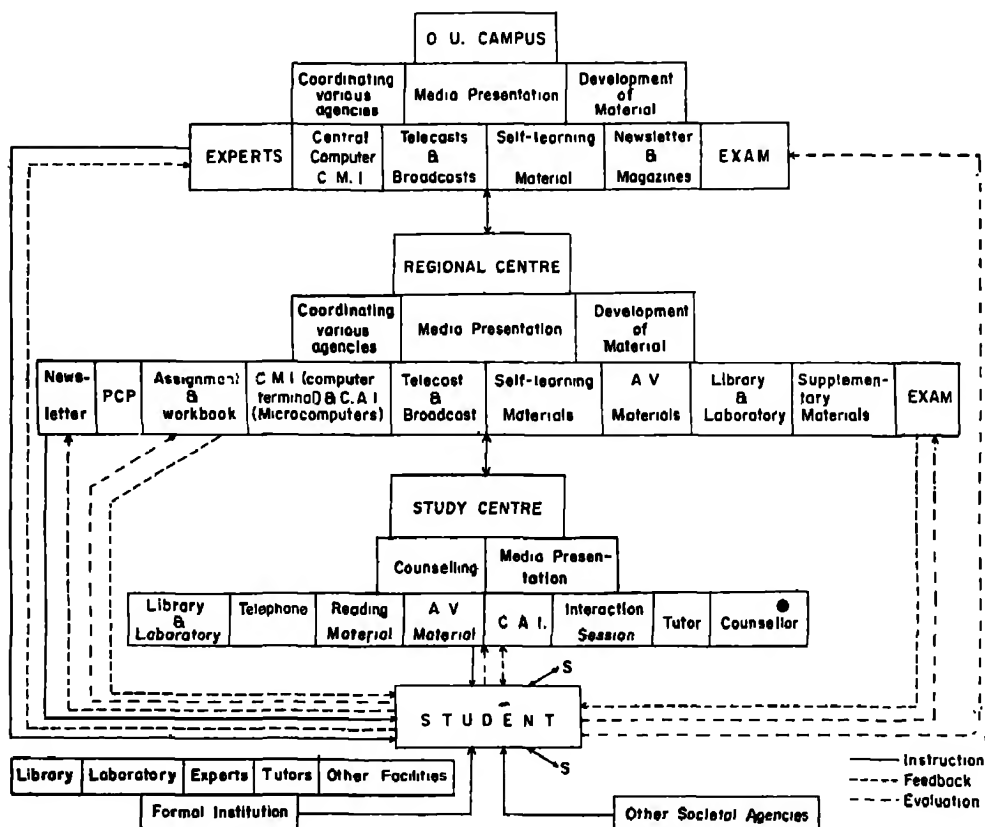 O U. CAMPUS
Coordinating
various
agencies
Media Presentation
Development
of
Material
EXPERTS
Central
Computer
C M. I
Telecasts
&
Broadcasts
Self-learning
Material
Newsletter
&
Magazines
EXAM
REGIONAL CENTRE
Coordinating
various
agencies
Media Presentation
Development
of
Material
News-
letter
PCP
Assignment
&
workbook
C M.I (computer
terminal) & C.A.I
(Microcomputers)
Telecast
&
Broadcast
Self-learning
Materials
A V
Materials
Library
&
Laboratory
Supplemen-
tary
Materials
EXAM
STUDY CENTRE
Counselling
Media Presen-
tation
Library
&
Laboratory
Telephone
Reading
Material
A V
Material
C A I.
Interaction
Session
Tutor
Counsellor
S
STUDENT
S
Library
Laboratory
Experts
Tutors
Other Facilities
Formal Institution
Other Societal Agencies
Instruction
Feedback
Evaluation